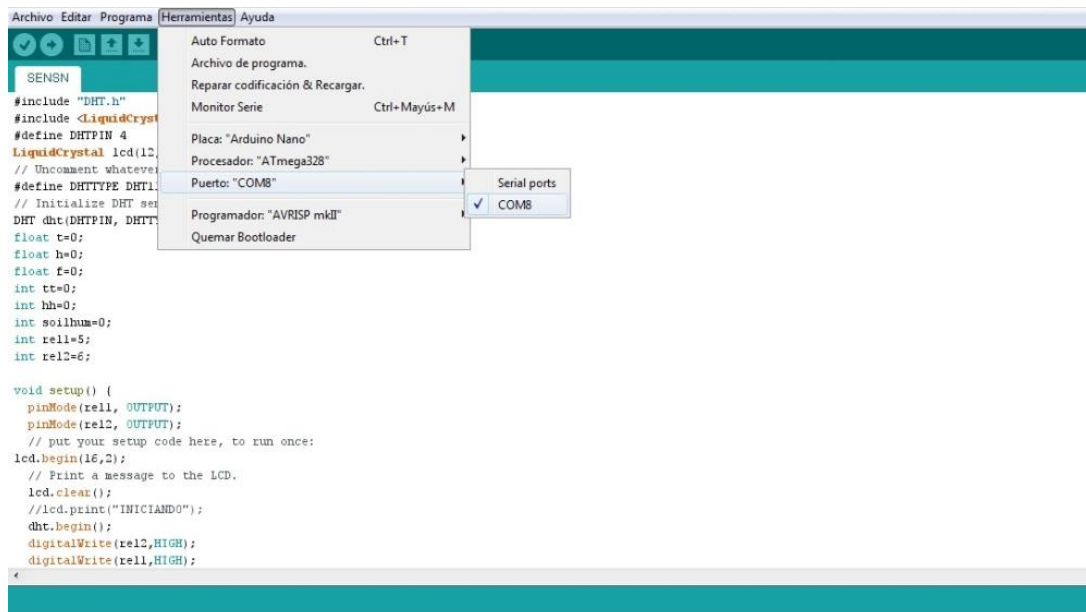 Archivo Editar Programa Herramientas Ayuda
Auto Formato Ctrl+T
Archivo de programa.
Reparar codificación & Recargar.
Monitor Serie Ctrl+Mayús+M
Placa: "Arduino Nano"
Procesador: "ATmega328"
Puerto: "COM8"
Serial ports
COM8
Programador: "AVRISP mkII"
Quemar Bootloader
SENSN
#include "DHT.h"
#include <LiquidCryst
#define DHTPIN 4
LiquidCrystal lcd(12,
// Uncomment whatever
#define DHTTYPE DHT1
// Initialize DHT sen
DHT dht(DHTPIN, DHTTY
float t=0;
float h=0;
float f=0;
int tt=0;
int hh=0;
int soilhum=0;
int rel1=5;
int rel2=6;
void setup() {
pinMode(rel1, OUTPUT);
pinMode(rel2, OUTPUT);
// put your setup code here, to run once:
lcd.begin(16,2);
// Print a message to the LCD.
lcd.clear();
//lcd.print("INICIANDO");
dht.begin();
digitalWrite(rel2,HIGH);
digitalWrite(rel1,HIGH);